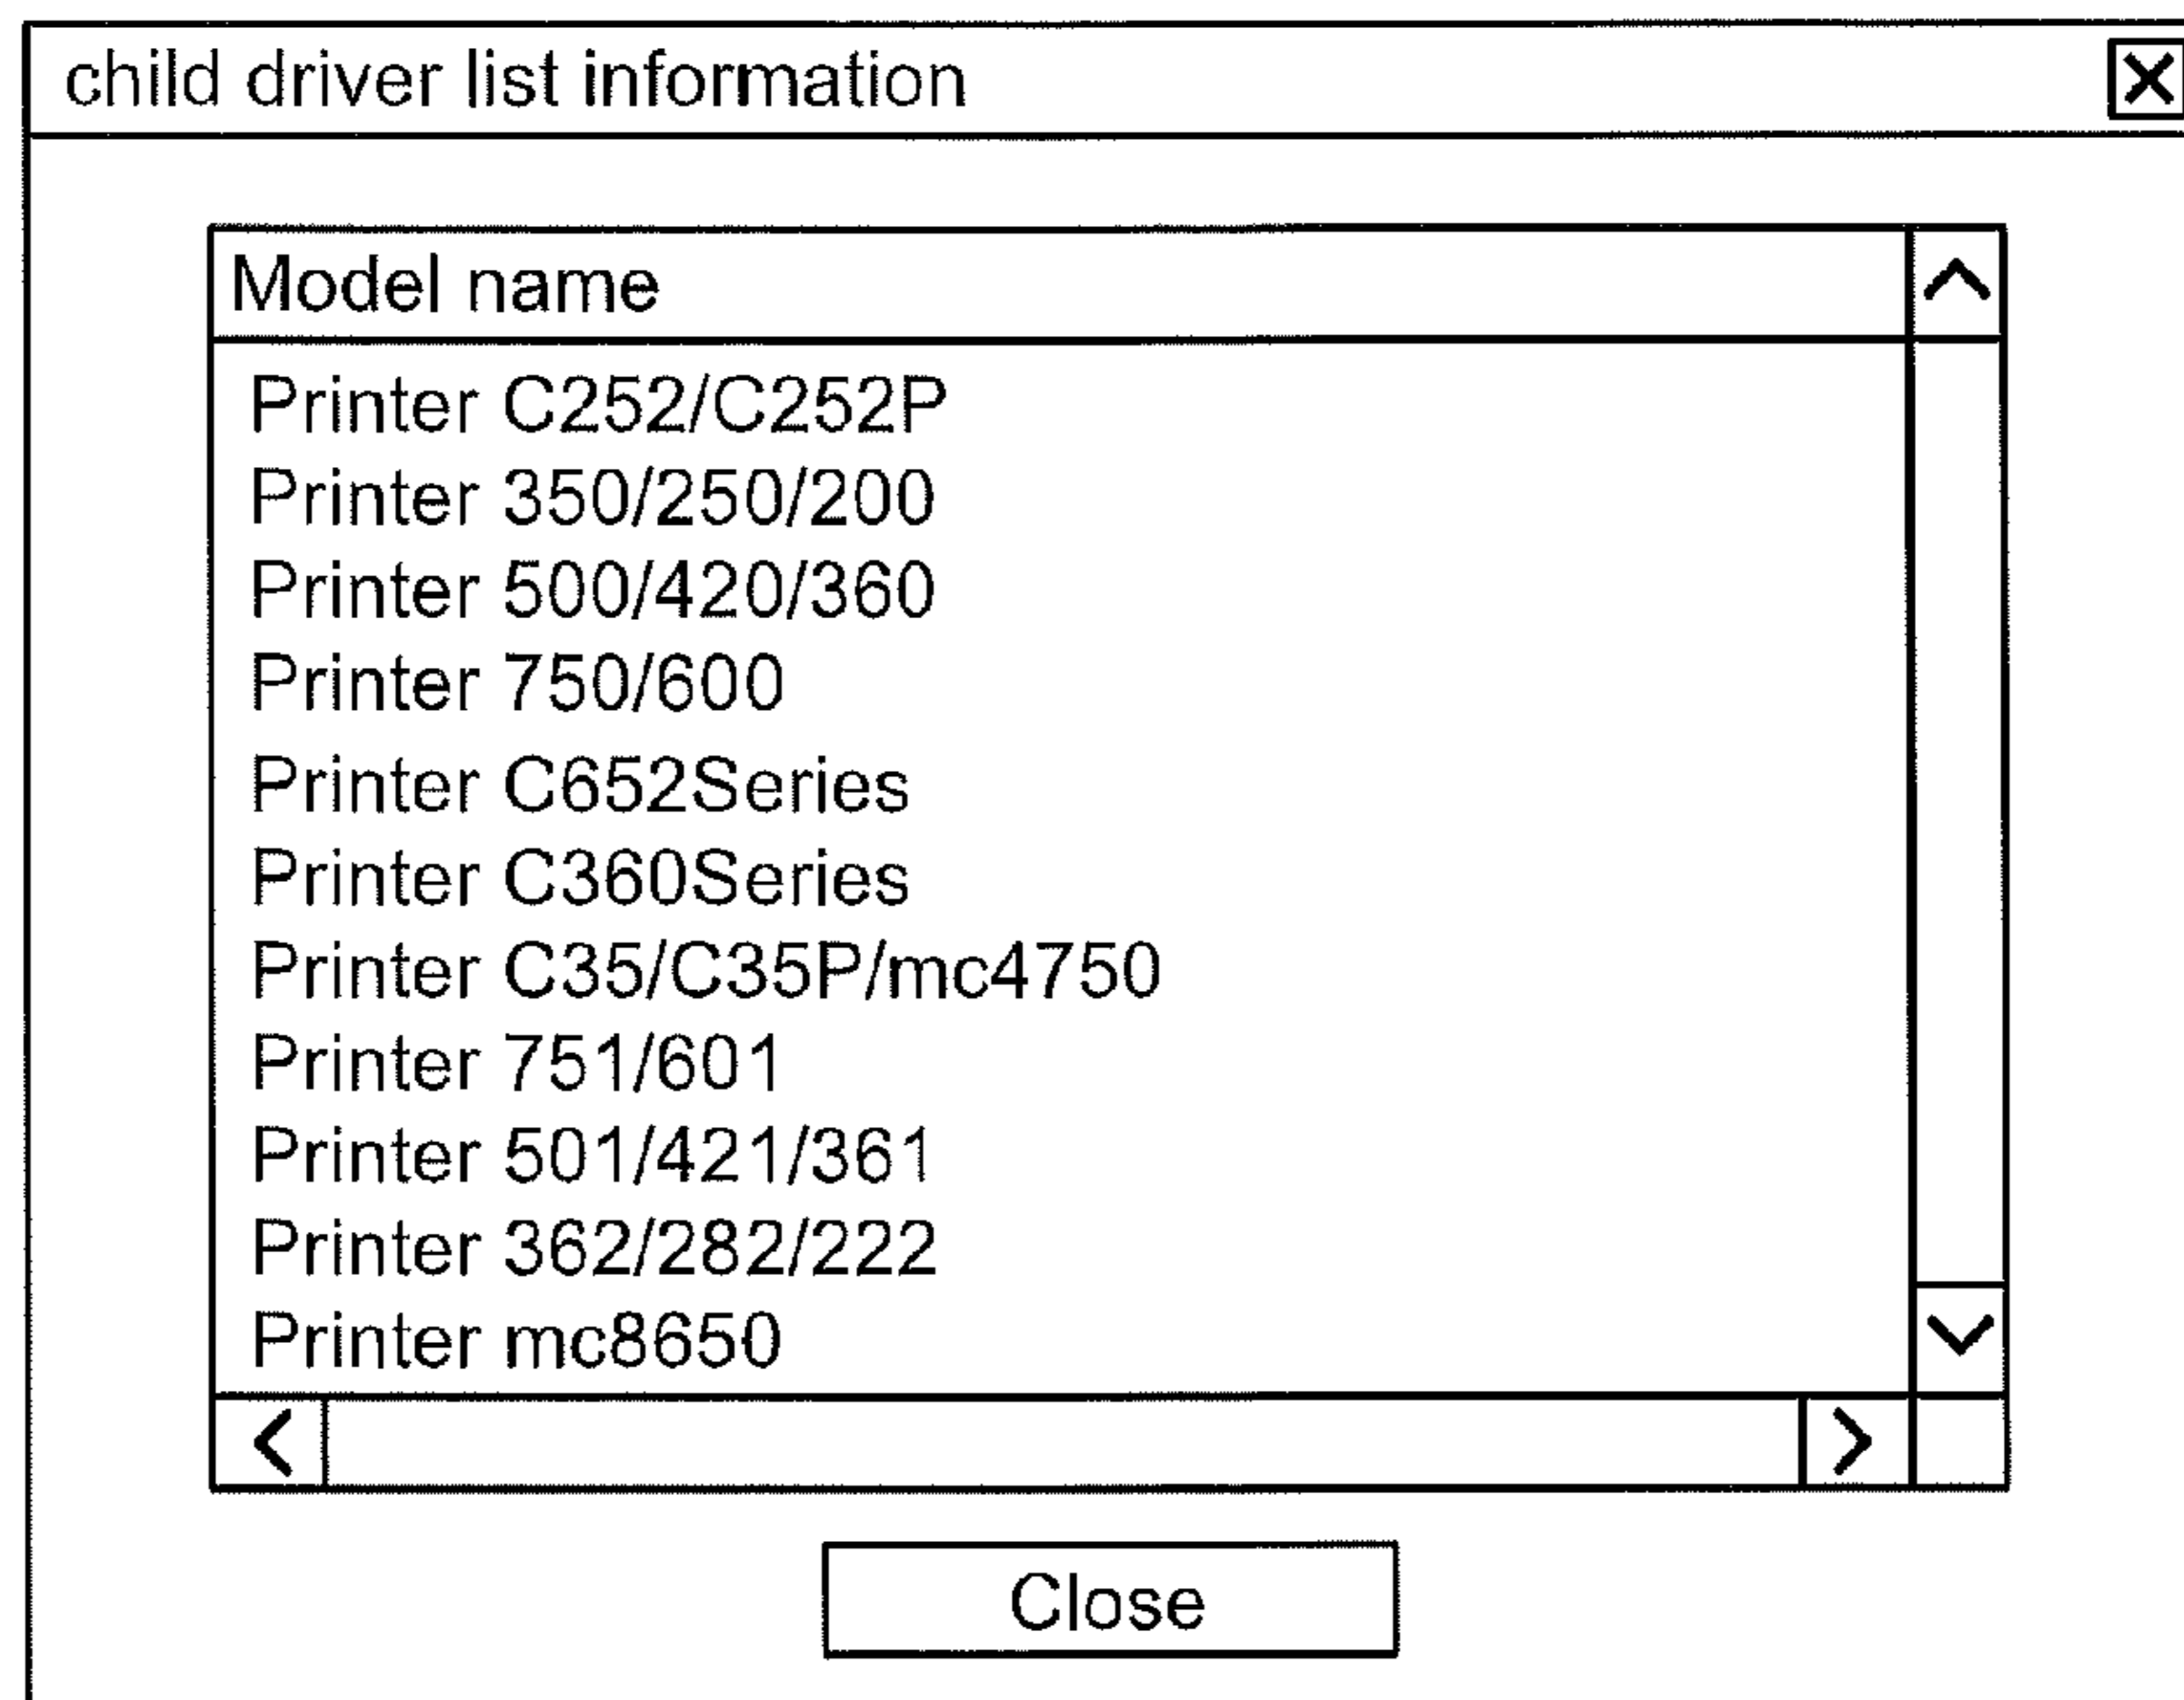 child driver list information
Model name
Printer C252/C252P
Printer 350/250/200
Printer 500/420/360
Printer 750/600
Printer C652Series
Printer C360Series
Printer C35/C35P/mc4750
Printer 751/601
Printer 501/421/361
Printer 362/282/222
Printer mc8650
Close